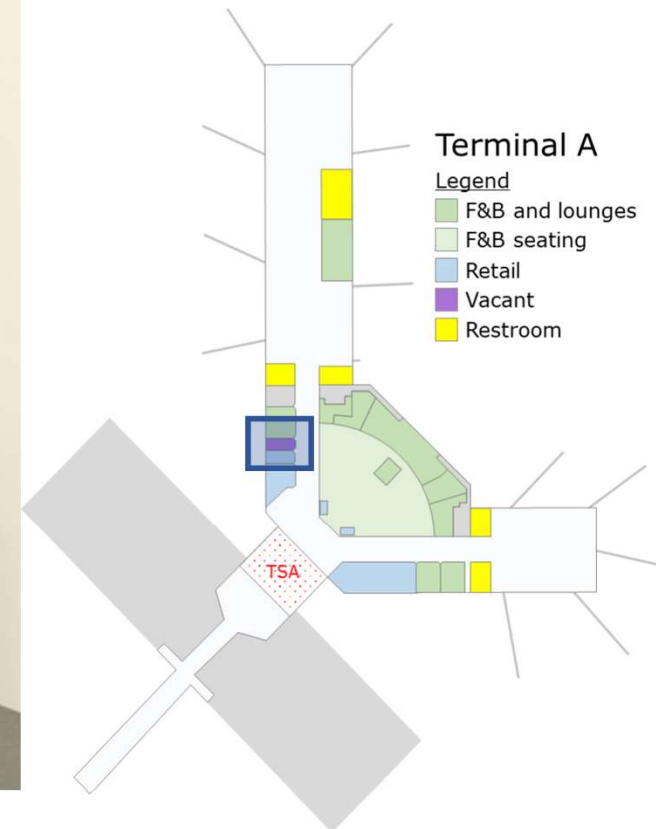 Terminal A
Legend
F&B and lounges
F&B seating
Retail
Vacant
Restroom
TSA